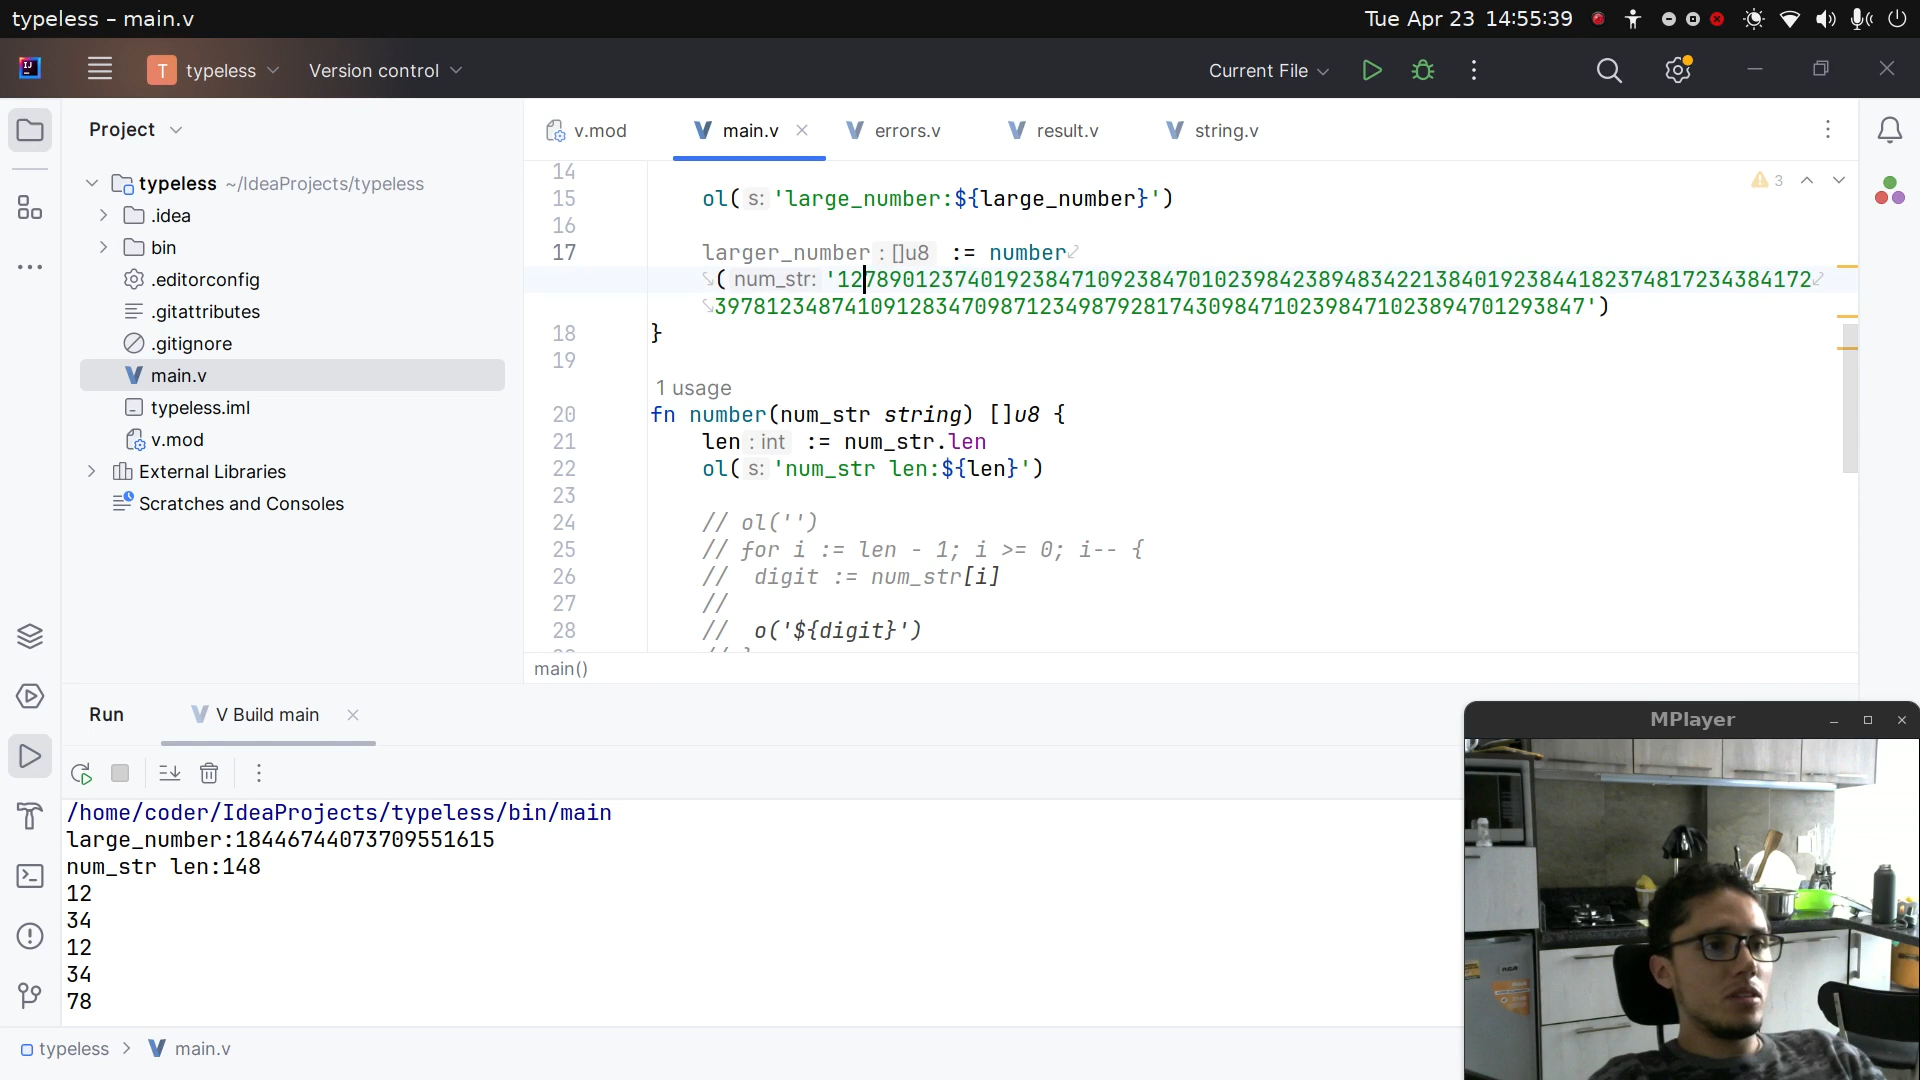 typeless – main.v
Tue Apr 23 14:55:39
T typeless
Version control
Current File
Project
v.mod
main.v
errors.v
result.v
string.v
typeless ~/IdeaProjects/typeless
.idea
bin
.editorconfig
.gitattributes
.gitignore
main.v
typeless.iml
v.mod
External Libraries
Scratches and Consoles
3
14
15 ol( s: 'large_number:${large_number}')
16
17 larger_number : []u8 := number
( num_str: '12789012374019238471092384701023984238948342213840192384418237481723438417​2
39781234874109128347098712349879281743098471023984710238947012938​47')
18 }
19
1 usage
20 fn number(num_str string) []u8 {
21 len : int := num_str.len
22 ol( s: 'num_str len:${len}')
23
24 // ol('')
25 // for i := len - 1; i >= 0; i-- {
26 // digit := num_str[i]
27 //
28 // o('${digit}')
main()
Run
V Build main
/home/coder/IdeaProjects/typeless/bin/main
large_number:18446744073709551615
num_str len:148
12
34
12
34
78
typeless > main.v
MPlayer